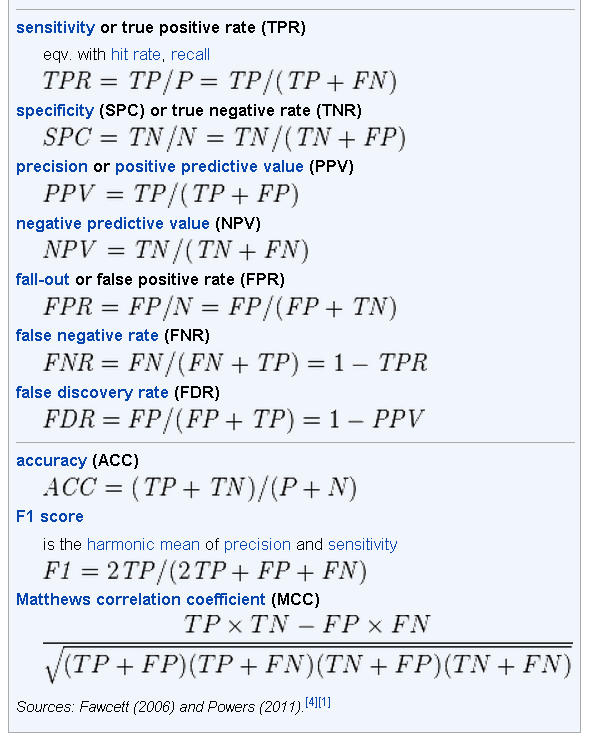 sensitivity or true positive rate (TPR)
eqv. with hit rate, recall
TPR = TP/P = TP/(TP + FN)
specificity (SPC) or true negative rate (TNR)
SPC = TN/N = TN/(TN + FP)
precision or positive predictive value (PPV)
PPV = TP/(TP + FP)
negative predictive value (NPV)
NPV = TN/(TN + FN)
fall-out or false positive rate (FPR)
FPR = FP/N = FP/(FP + TN)
false negative rate (FNR)
FNR = FN/(FN + TP) = 1 − TPR
false discovery rate (FDR)
FDR = FP/(FP + TP) = 1 − PPV
accuracy (ACC)
ACC = (TP + TN)/(P + N)
F1 score
is the harmonic mean of precision and sensitivity
F1 = 2TP/(2TP + FP + FN)
Matthews correlation coefficient (MCC)
TP × TN − FP × FN
√(TP + FP)(TP + FN)(TN + FP)(TN + FN)
Sources: Fawcett (2006) and Powers (2011).[4][1]